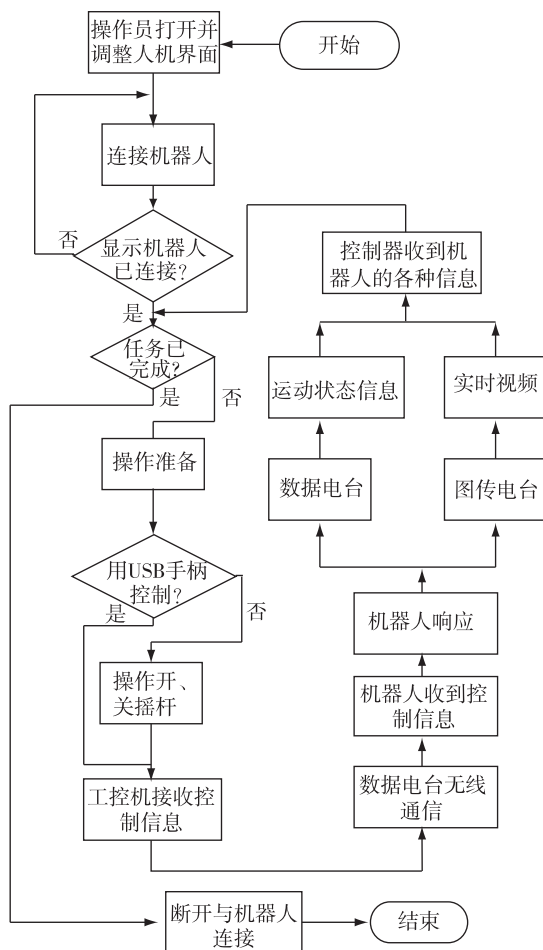 开始
操作员打开并
调整人机界面
连接机器人
显示机器人
已连接?
否
是
任务已
完成?
是
否
操作准备
用USB手柄
控制?
是
否
操作开、
关摇杆
工控机接收控
制信息
数据电台无线
通信
机器人收到控
制信息
机器人响应
数据电台
图传电台
运动状态信息
实时视频
控制器收到机
器人的各种信息
断开与机器人
连接
结束